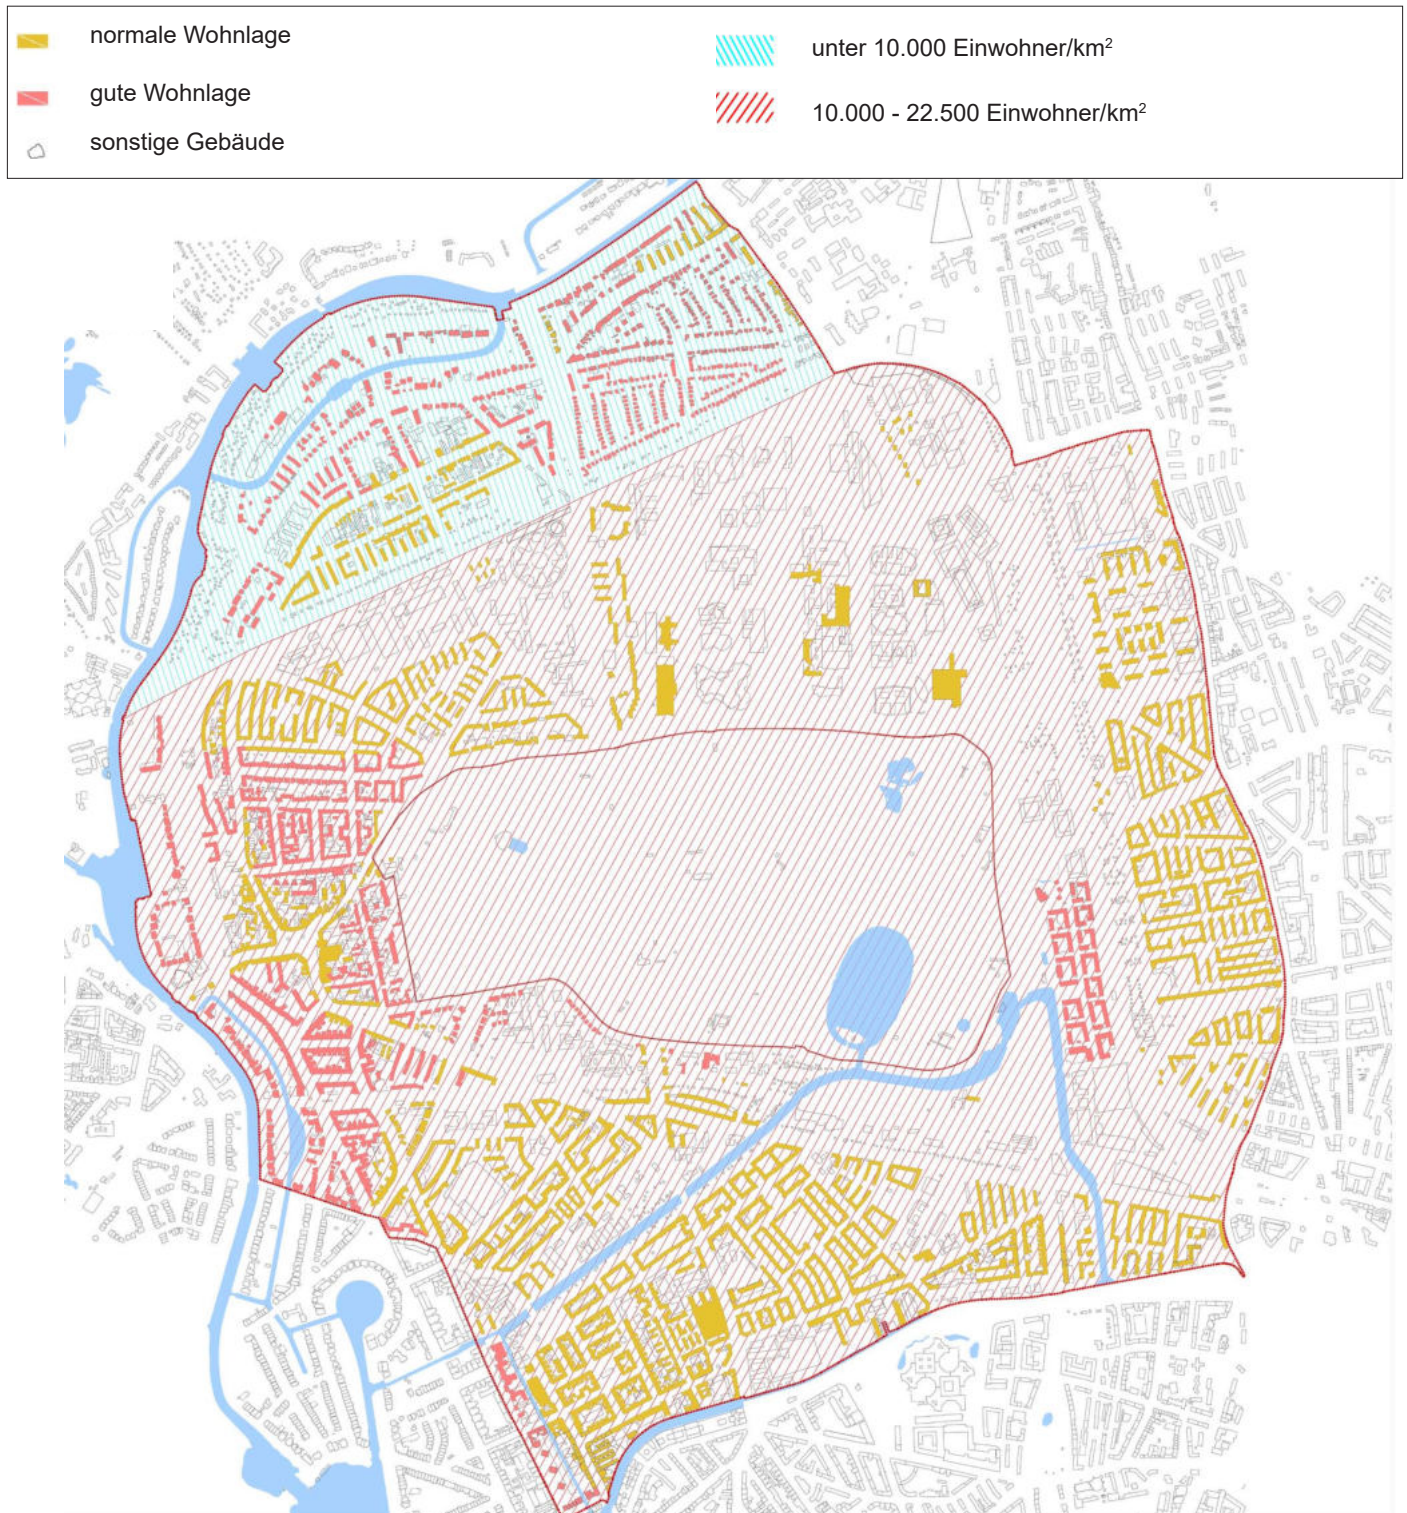 normale Wohnlage
gute Wohnlage
sonstige Gebäude
unter 10.000 Einwohner/km²
10.000 - 22.500 Einwohner/km²